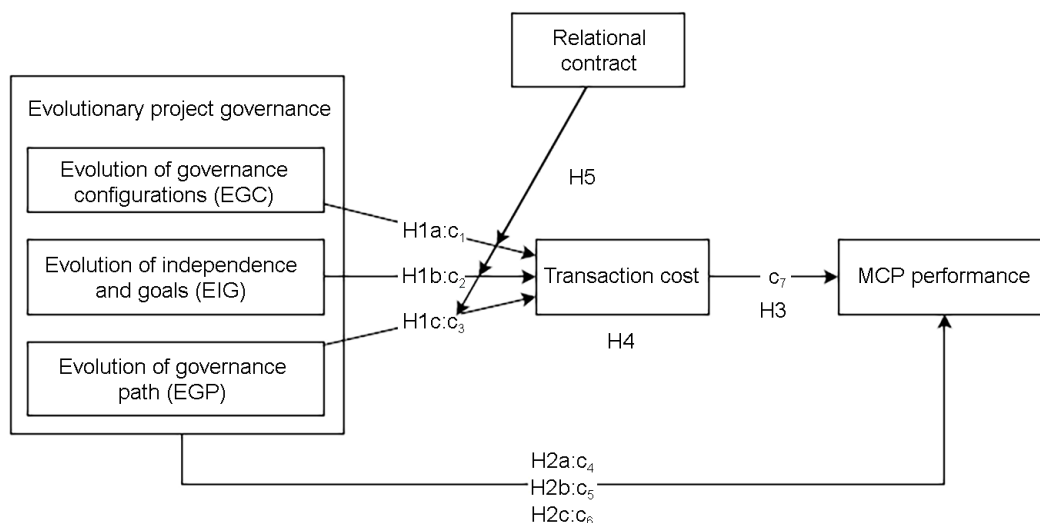 Relational
contract
Evolutionary project governance
Evolution of governance
configurations (EGC)
H5
H1a:c₁
Evolution of independence
and goals (EIG)
H1b:c₂
Transaction cost
c₇
MCP performance
H3
H1c:c₃
H4
Evolution of governance
path (EGP)
H2a:c₄
H2b:c₅
H2c:c₆